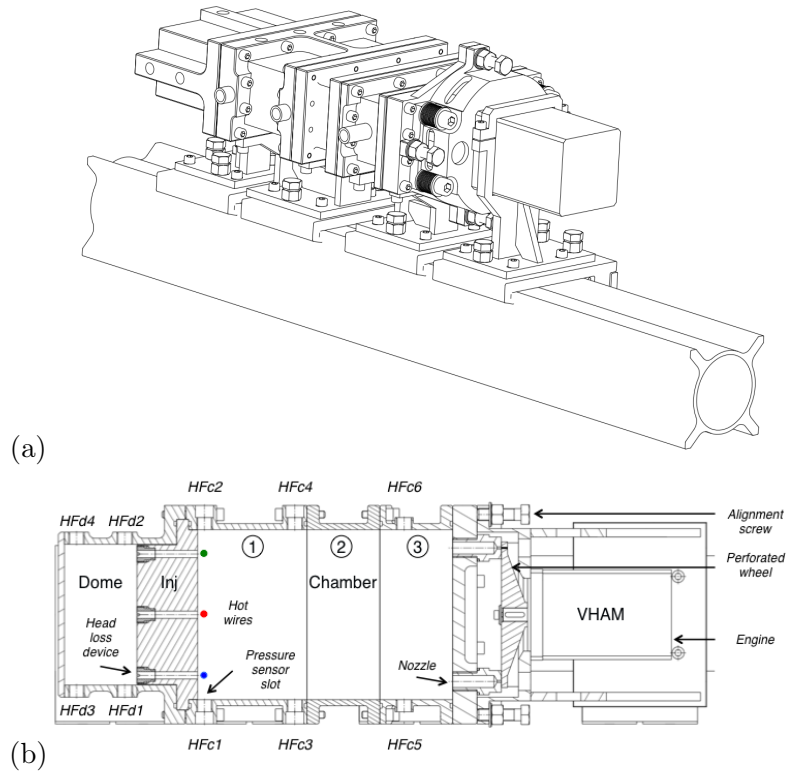 (a)
HFc2 HFc4 HFc6
HFd4 HFd2
Alignment
screw
① ② ③
Perforated
wheel
Dome Inj Chamber VHAM
Hot
wires
Head
loss
device
Pressure
sensor
slot
Nozzle
Engine
HFd3 HFd1
HFc1 HFc3 HFc5
(b)